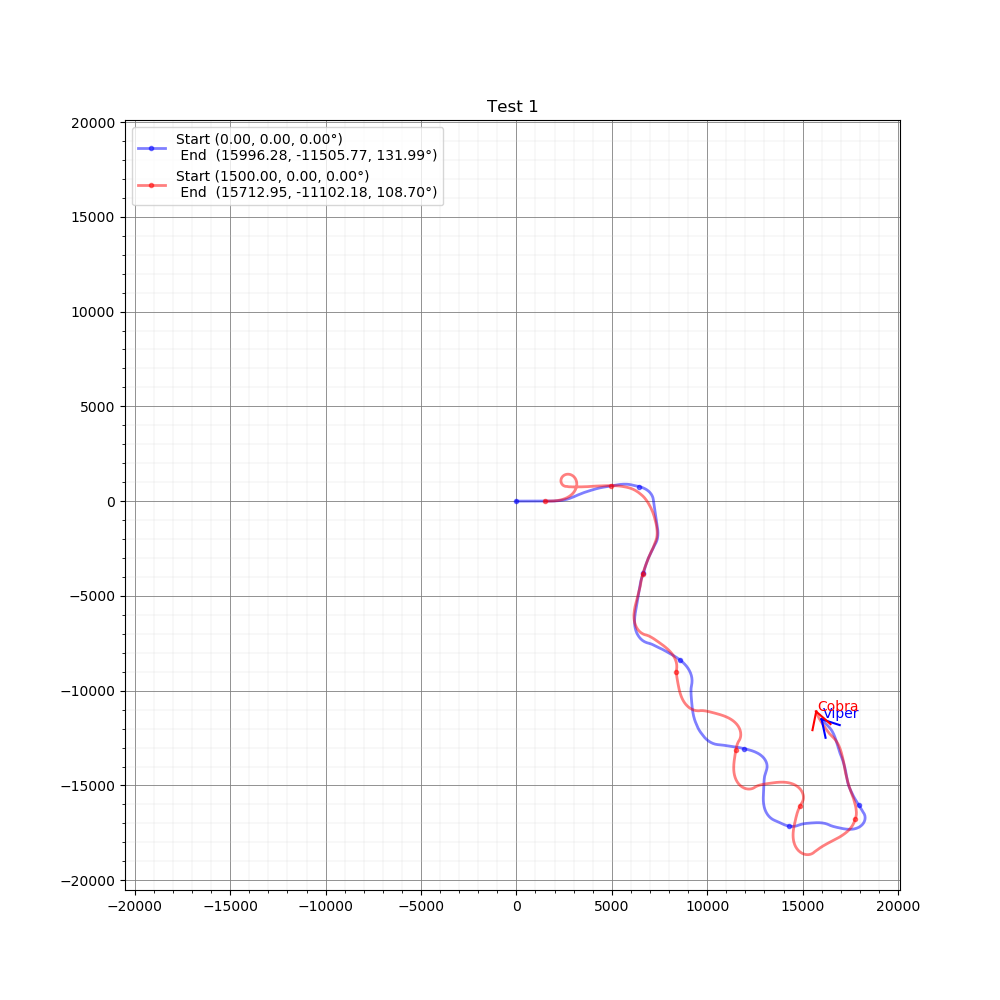 Test 1
Start (0.00, 0.00, 0.00°)
End (15996.28, -11505.77, 131.99°)
Start (1500.00, 0.00, 0.00°)
End (15712.95, -11102.18, 108.70°)
20000
15000
10000
5000
0
−5000
−10000
−15000
−20000
Cobra
Viper
−20000 −15000 −10000 −5000 0 5000 10000 15000 20000